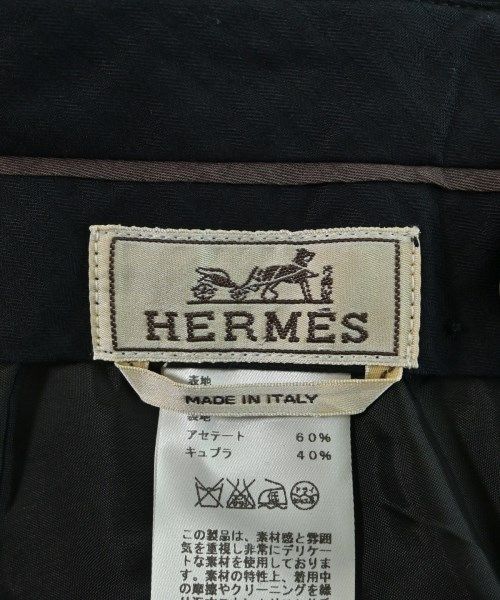 HERMÈS
表地
MADE IN ITALY
裏地
アセテート 60%
キュプラ 40%
この製品は、素材感と雰囲
気を重視し非常にデリケー
トな素材を使用しておりま
す。素材の特性上、着用中
の摩擦やクリーニングを繰